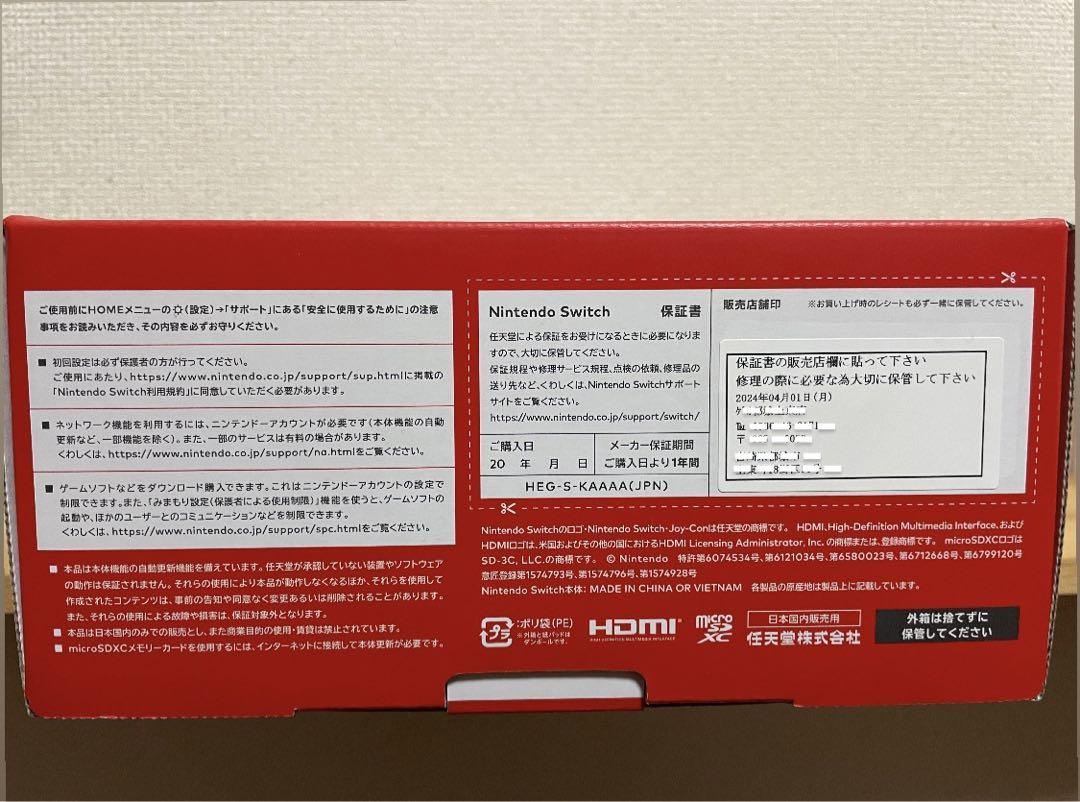 ご使用前にHOMEメニューの(設定)→「サポート」にある「安全に使用するために」の注意
事項をお読みいただき、その内容を必ずお守りください。
■ 初回設定は必ず保護者の方が行ってください。
ご使用にあたり、https://www.nintendo.co.jp/support/sup.htmlに掲載の
「Nintendo Switch利用規約」に同意していただく必要があります。
■ ネットワーク機能を利用するには、ニンテンドーアカウントが必要です(本体機能の自動
更新など、一部機能を除く)。また、一部のサービスは有料の場合があります。
くわしくは、https://www.nintendo.co.jp/support/na.htmlをご覧ください。
■ ゲームソフトなどをダウンロード購入できます。これはニンテンドーアカウントの設定で
制限できます。また、「みまもり設定(保護者による使用制限)」機能を使うと、ゲームソフトの
起動や、ほかのユーザーとのコミュニケーションなどを制限できます。
くわしくは、https://www.nintendo.co.jp/support/spc.htmlをご覧ください。
■ 本品は本体機能の自動更新機能を備えています。任天堂が承認していない装置やソフトウェア
の動作は保証されません。それらの使用により本品が動作しなくなるほか、それらを使用して
作成されたコンテンツは、事前の告知や同意なく変更あるいは削除されることがあります。
また、それらの使用による故障や損害は、保証対象外となります。
■ 本品は日本国内のみでの販売とし、また商業目的の使用・賃貸は禁止されています。
■ microSDXCメモリーカードを使用するには、インターネットに接続して本体更新が必要です。
Nintendo Switch 保証書
任天堂による保証をお受けになるときに必要になりま
すので、大切に保管してください。
保証規程や修理サービス規程、点検の依頼、修理品の
送り先など、くわしくは、Nintendo Switchサポート
サイトをご覧ください。
https://www.nintendo.co.jp/support/switch/
ご購入日
20 年 月 日
メーカー保証期間
ご購入日より1年間
HEG-S-KAAAA(JPN)
販売店舗印 ※お買い上げ時のレシートも必ず一緒に保管してください。
保証書の販売店欄に貼って下さい
修理の際に必要な為大切に保管して下さい
2024年04月01日(月)
〒
Nintendo Switchのロゴ・Nintendo Switch・Joy-Conは任天堂の商標です。 HDMI、High-Definition Multimedia Interface、および
HDMIロゴは、米国およびその他の国におけるHDMI Licensing Administrator, Inc. の商標または、登録商標です。 microSDXCロゴは
SD-3C, LLC.の商標です。 © Nintendo 特許第6074534号、第6121034号、第6580023号、第6712668号、第6799120号
意匠登録第1574793号、第1574796号、第1574928号
Nintendo Switch本体: MADE IN CHINA OR VIETNAM 各製品の原産地は製品上に記載しています。
プラ :ポリ袋(PE)
※外箱と紙パッドは
ダンボールです。
HDMI
HIGH-DEFINITION MULTIMEDIA INTERFACE
micro SD XC
日本国内販売用
任天堂株式会社
外箱は捨てずに
保管してください